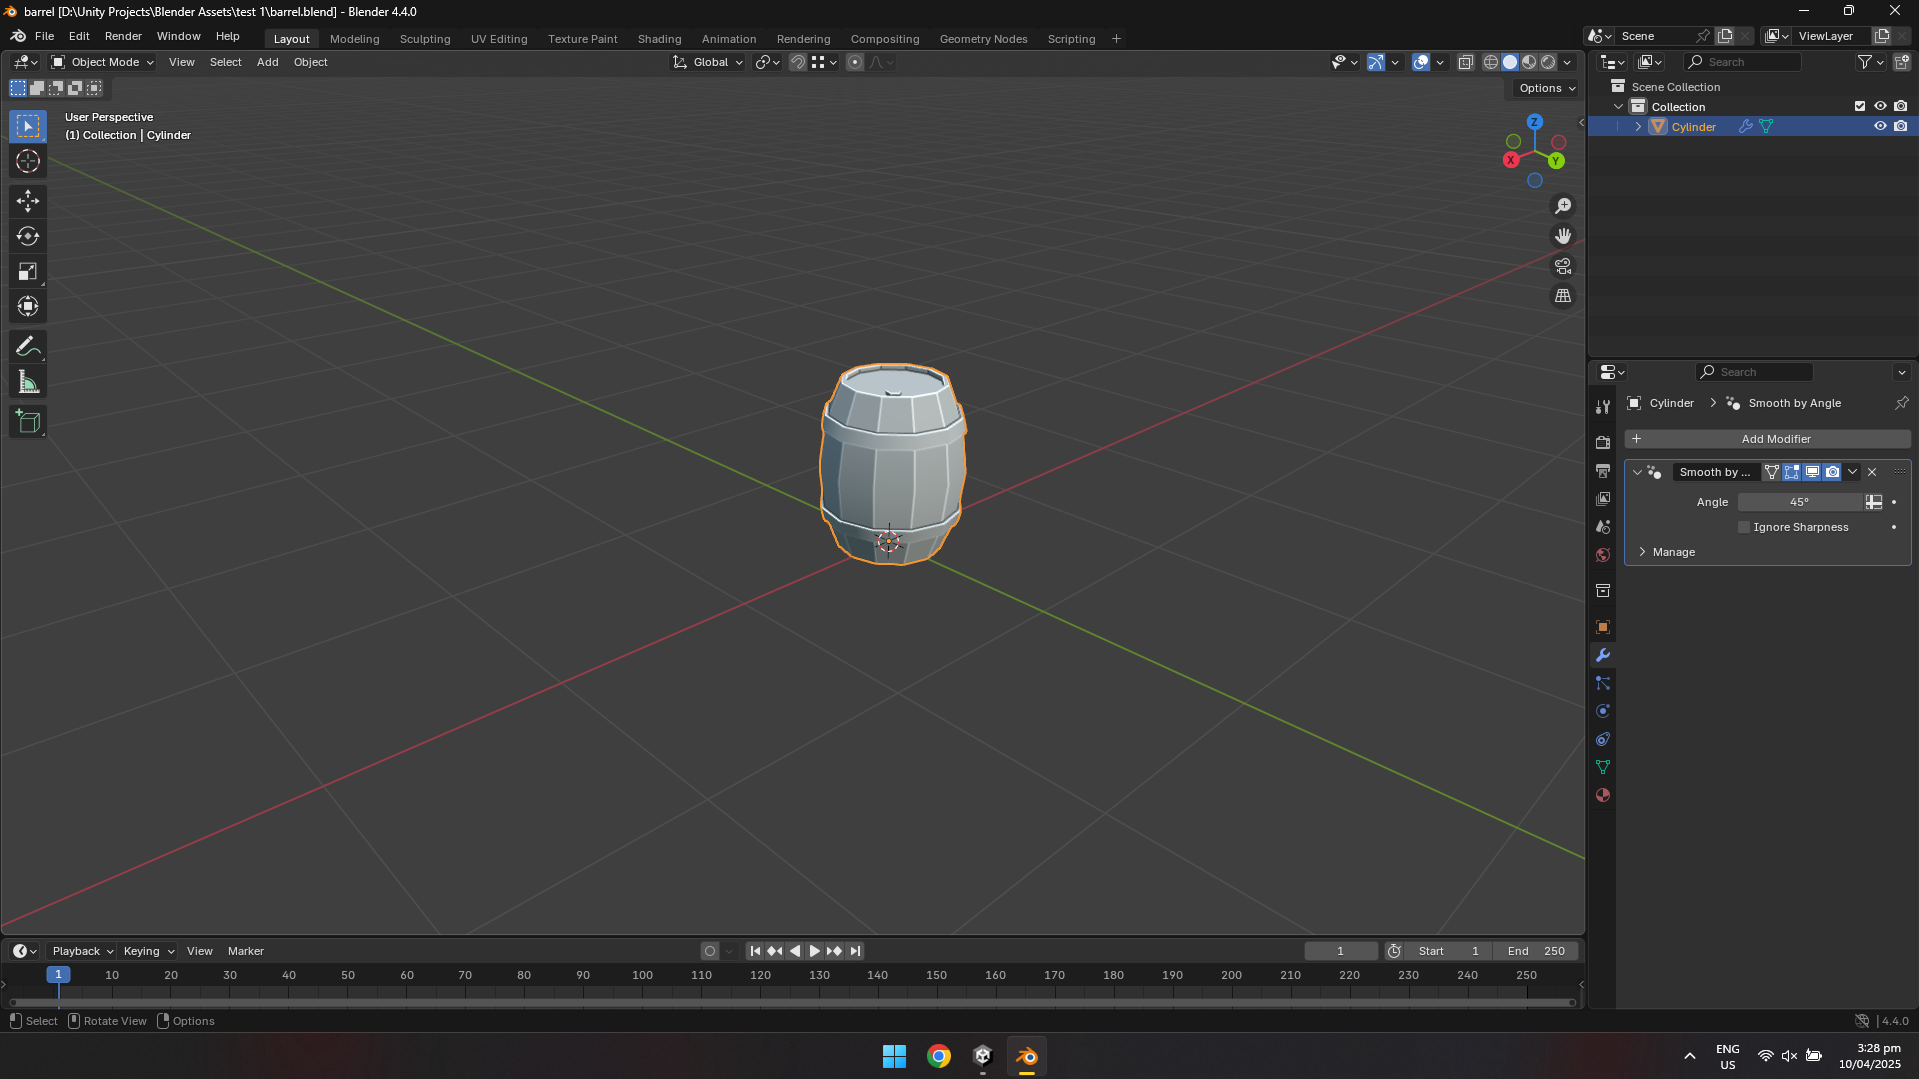 barrel [D:\Unity Projects\Blender Assets\test 1\barrel.blend] - Blender 4.4.0
File Edit Render Window Help Layout Modeling Sculpting UV Editing Texture Paint Shading Animation Rendering Compositing Geometry Nodes Scripting Scene ViewLayer
Object Mode View Select Add Object Global Search
Options
Scene Collection
Collection
Cylinder
User Perspective
(1) Collection | Cylinder
Z
X
Y
Search
Cylinder Smooth by Angle
Add Modifier
Smooth by ...
Angle 45°
Ignore Sharpness
Manage
Playback Keying View Marker 1 Start 1 End 250
1 10 20 30 40 50 60 70 80 90 100 110 120 130 140 150 160 170 180 190 200 210 220 230 240 250
Select Rotate View Options 4.4.0
ENG
US
3:28 pm
10/04/2025